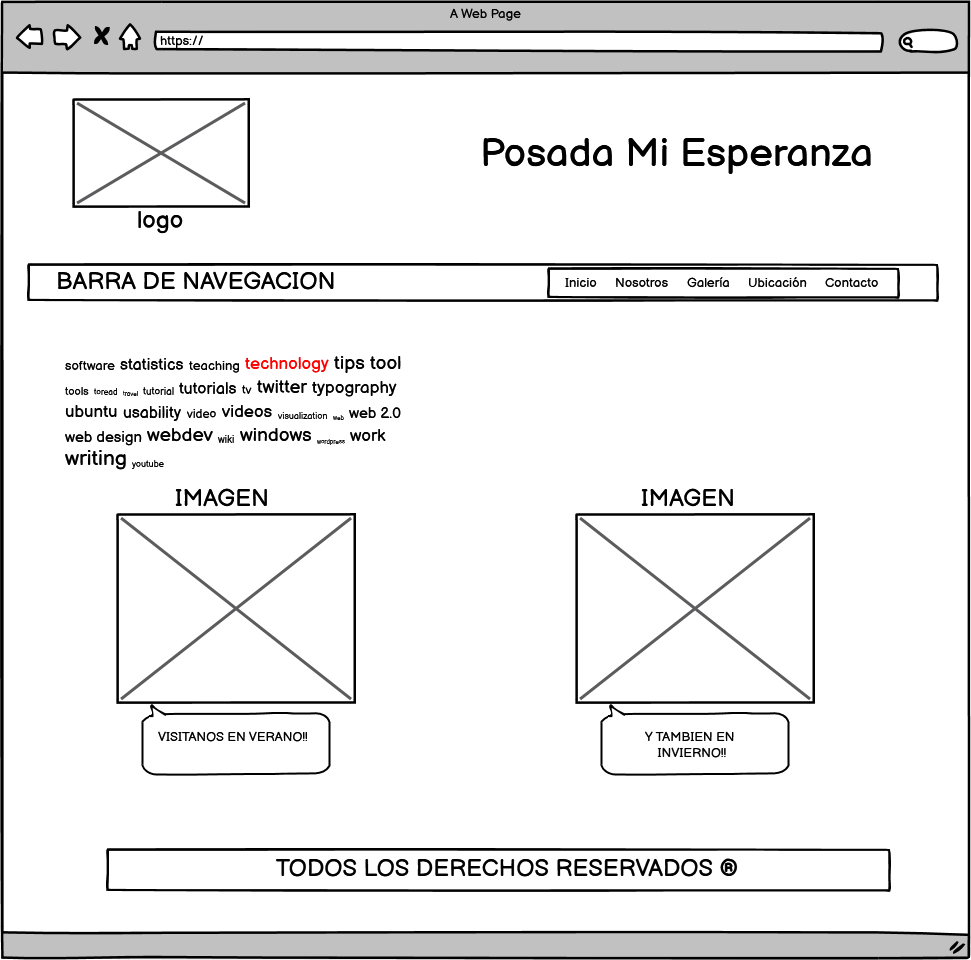 A Web Page
https://
Posada Mi Esperanza
logo
BARRA DE NAVEGACION
Inicio Nosotros Galería Ubicación Contacto
software statistics teaching technology tips tool
tools toread travel tutorial tutorials tv twitter typography
ubuntu usability video videos visualization web web 2.0
web design webdev wiki windows wordpress work
writing youtube
IMAGEN
IMAGEN
VISITANOS EN VERANO!!
Y TAMBIEN EN
INVIERNO!!
TODOS LOS DERECHOS RESERVADOS ®